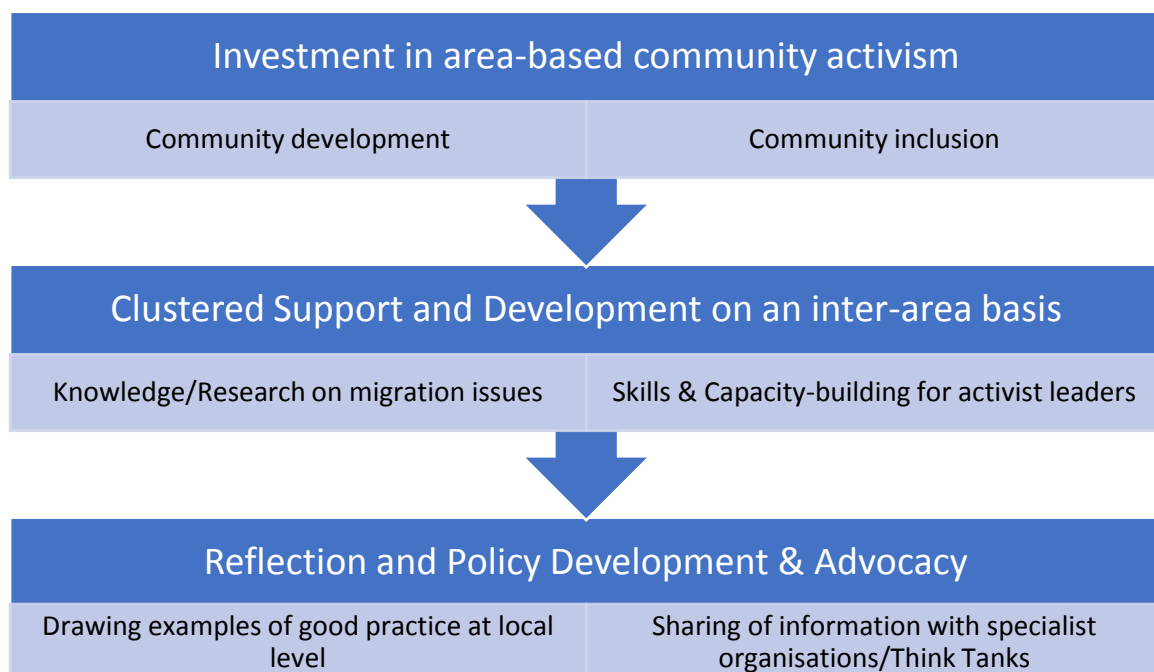 Investment in area-based community activism
Community development
Community inclusion
Clustered Support and Development on an inter-area basis
Knowledge/Research on migration issues
Skills & Capacity-building for activist leaders
Reflection and Policy Development & Advocacy
Drawing examples of good practice at local
level
Sharing of information with specialist
organisations/Think Tanks